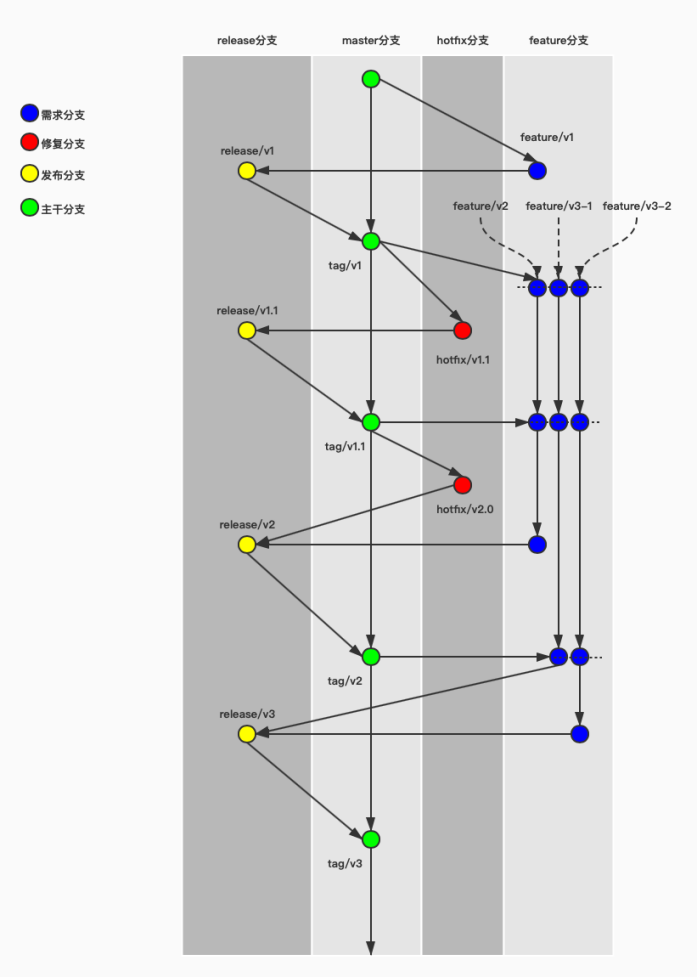 release分支
master分支
hotfix分支
feature分支
需求分支
修复分支
发布分支
主干分支
feature/v1
release/v1
feature/v2
feature/v3-1
feature/v3-2
tag/v1
release/v1.1
hotfix/v1.1
tag/v1.1
hotfix/v2.0
release/v2
tag/v2
release/v3
tag/v3